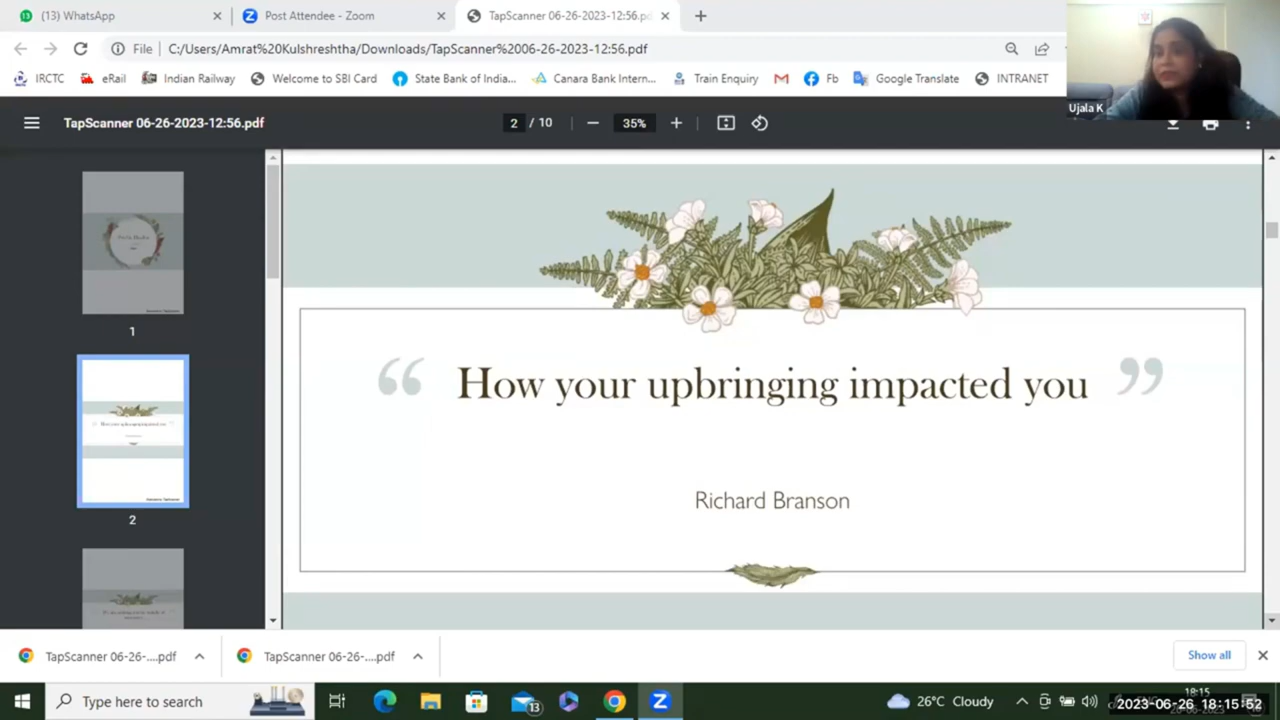 (13) WhatsApp
Post Attendee - Zoom
TapScanner 06-26-2023-12:56.pd
File
C:/Users/Amrat%20Kulshreshtha/Downloads/TapScanner%2006-26-2023-12:56.pdf
IRCTC
eRail
Indian Railway
Welcome to SBI Card
State Bank of India...
Canara Bank Intern...
Train Enquiry
Fb
Google Translate
INTRANET
Ujala K
TapScanner 06-26-2023-12:56.pdf
2 / 10
35%
1
2
“ How your upbringing impacted you ”
Richard Branson
TapScanner 06-26-....pdf
TapScanner 06-26-....pdf
Show all
Type here to search
13
26°C Cloudy
18:15
2023-06-26 18:15:52